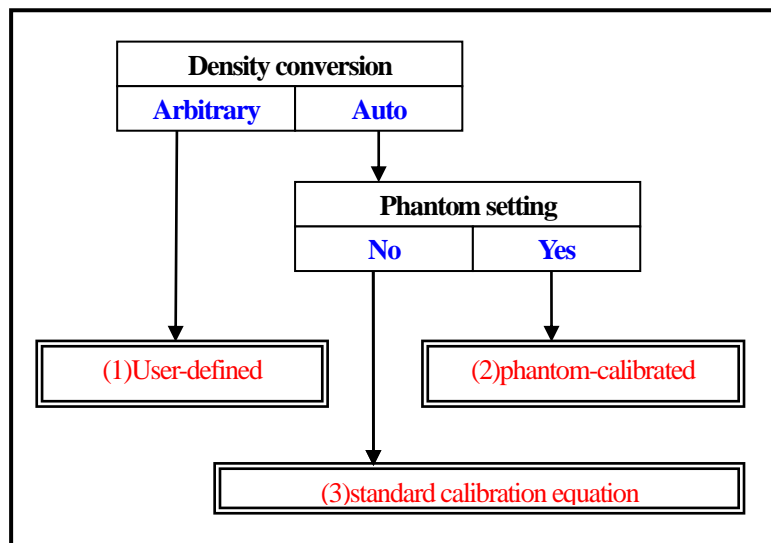 Density conversion
Arbitrary
Auto
Phantom setting
No
Yes
(1)User-defined
(2)phantom-calibrated
(3)standard calibration equation